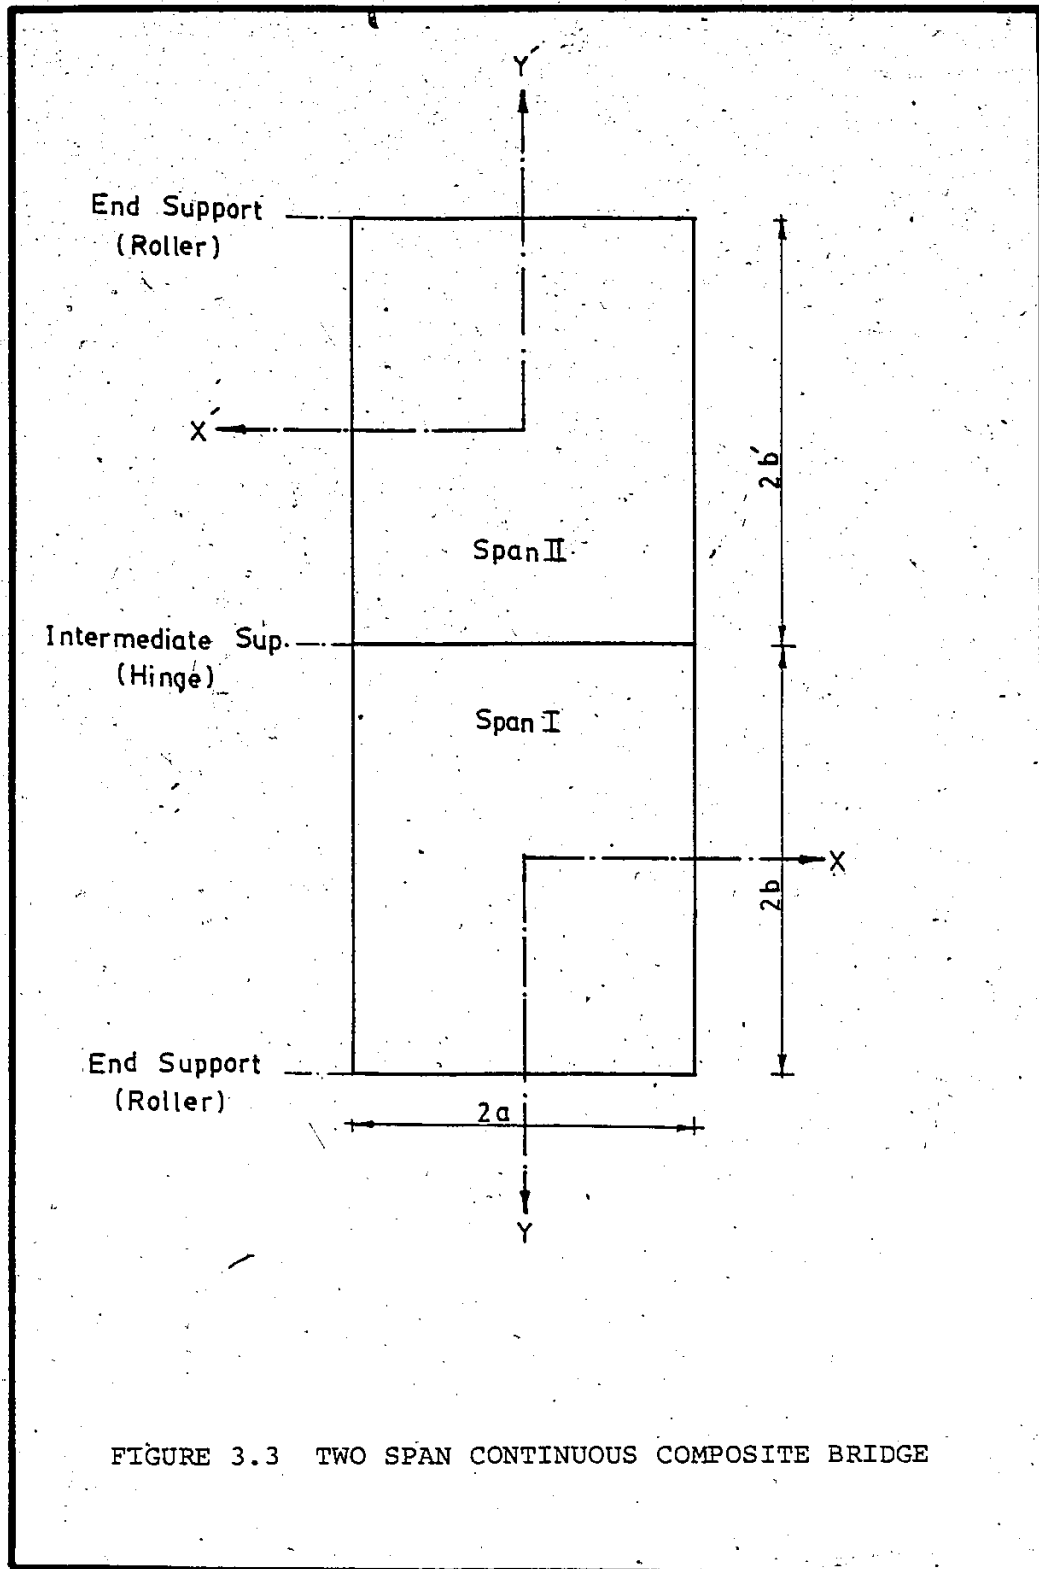 Y′
End Support
(Roller)
X′
2b′
Span II
Intermediate Sup.
(Hinge)
Span I
X
2b
End Support
(Roller)
2a
Y
FIGURE 3.3 TWO SPAN CONTINUOUS COMPOSITE BRIDGE